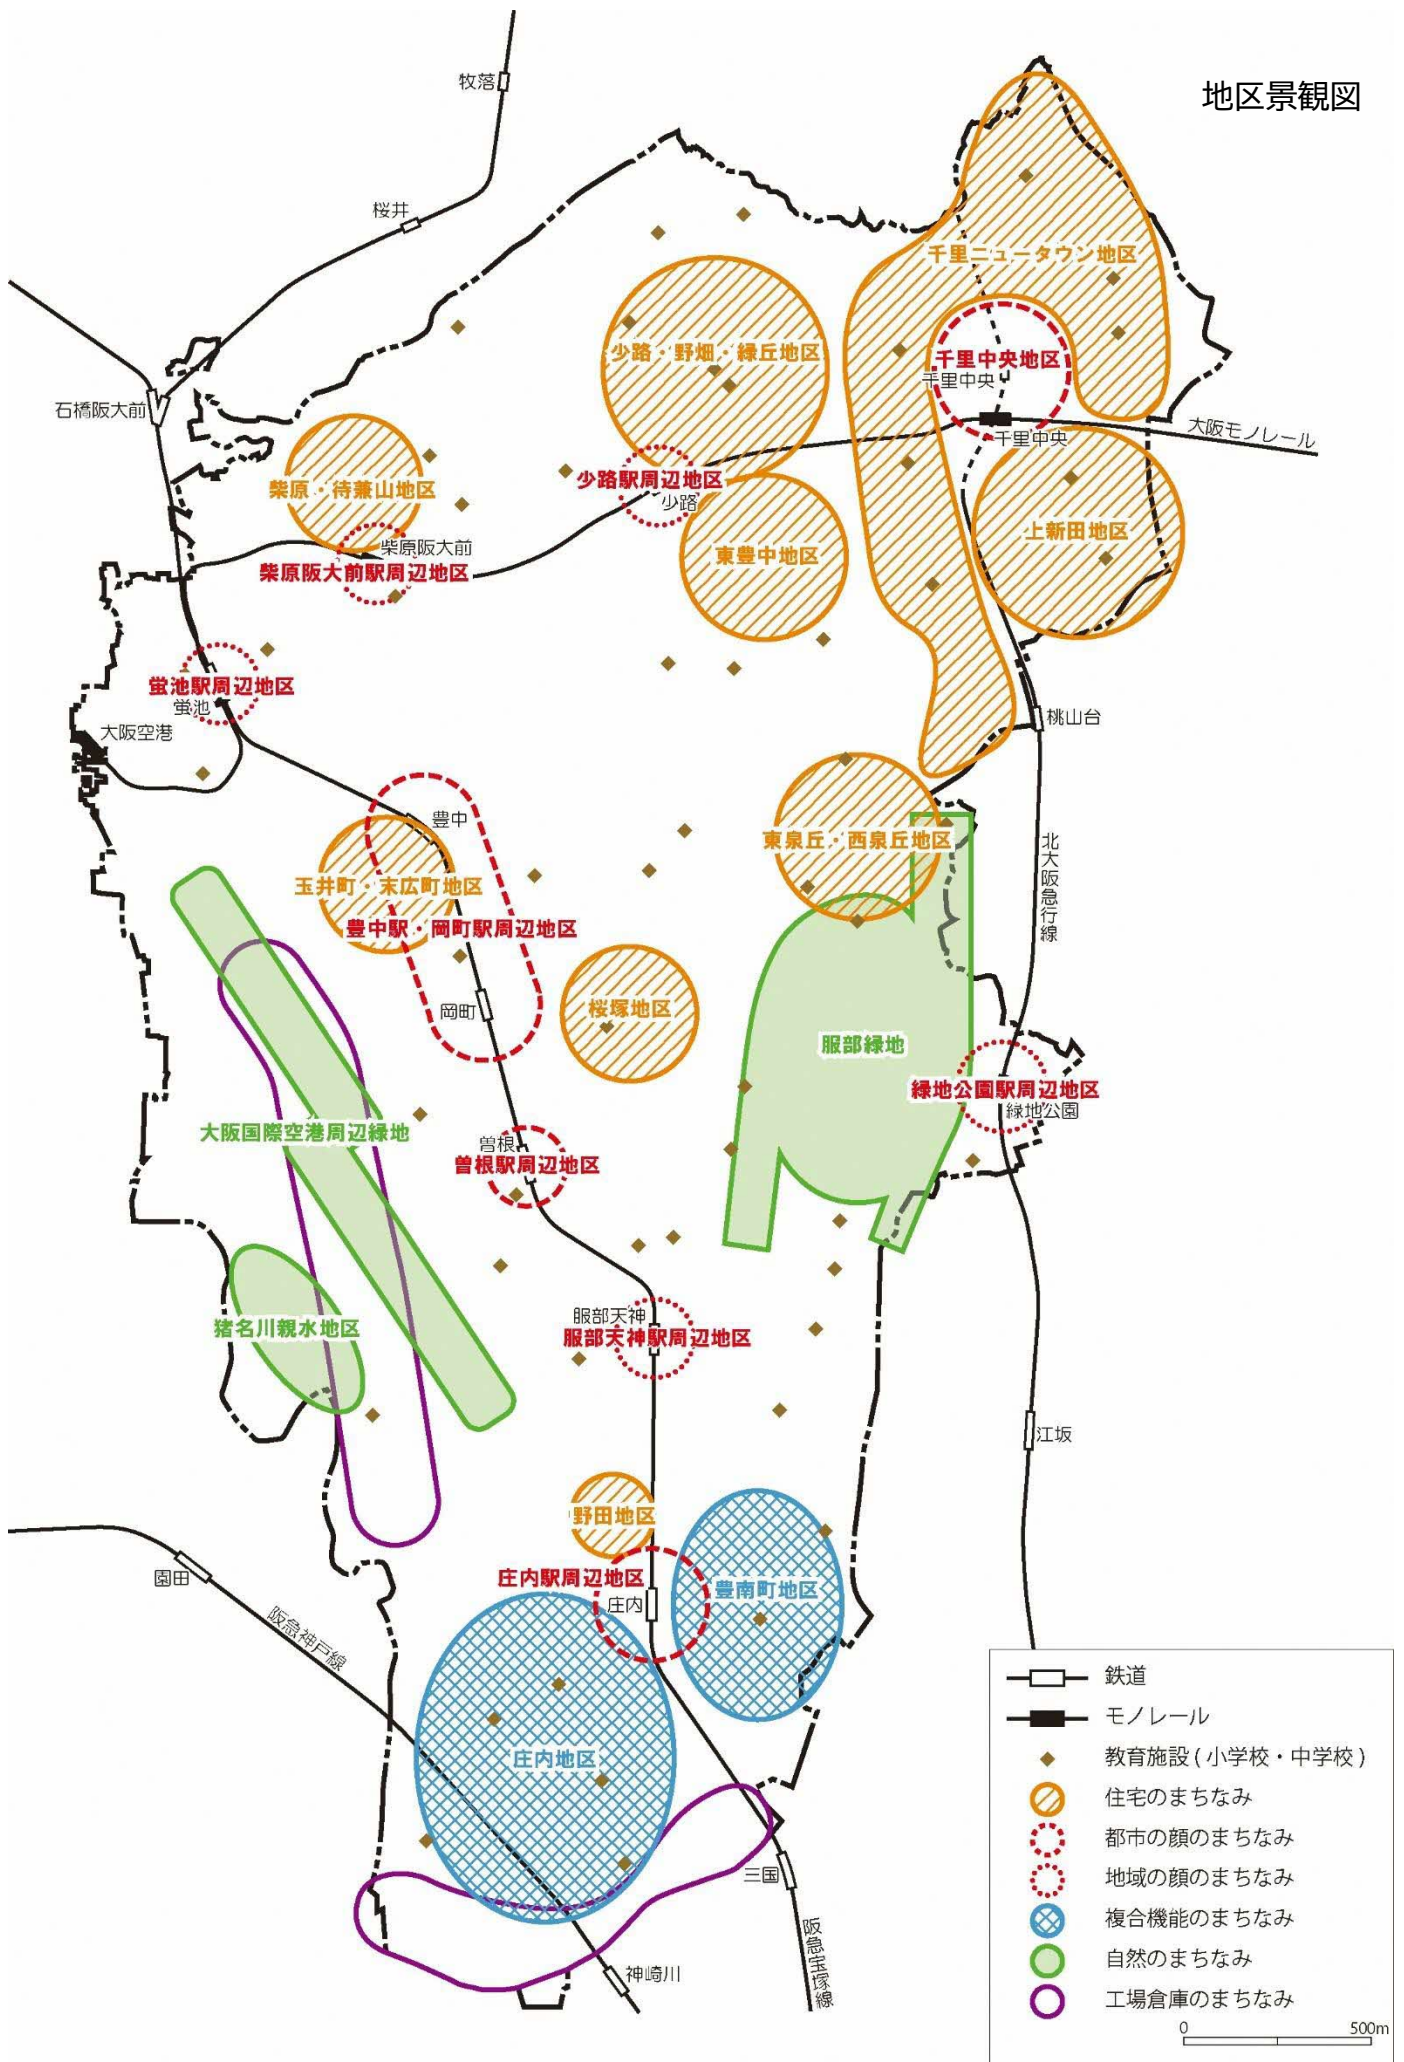 地区景観図
牧落
桜井
千里ニュータウン地区
少路・野畑・緑丘地区
千里中央地区
千里中央
石橋阪大前
大阪モノレール
千里中央
少路駅周辺地区
少路
柴原・待兼山地区
上新田地区
柴原阪大前
東豊中地区
柴原阪大前駅周辺地区
蛍池駅周辺地区
蛍池
桃山台
大阪空港
豊中
東泉丘・西泉丘地区
北大阪急行線
玉井町・末広町地区
豊中駅・岡町駅周辺地区
桜塚地区
岡町
服部緑地
緑地公園駅周辺地区
緑地公園
大阪国際空港周辺緑地
曽根
曽根駅周辺地区
服部天神
猪名川親水地区
服部天神駅周辺地区
江坂
野田地区
園田
庄内駅周辺地区
庄内
豊南町地区
阪急神戸線
庄内地区
三国
阪急宝塚線
神崎川
鉄道
モノレール
教育施設(小学校・中学校)
住宅のまちなみ
都市の顔のまちなみ
地域の顔のまちなみ
複合機能のまちなみ
自然のまちなみ
工場倉庫のまちなみ
0 500m